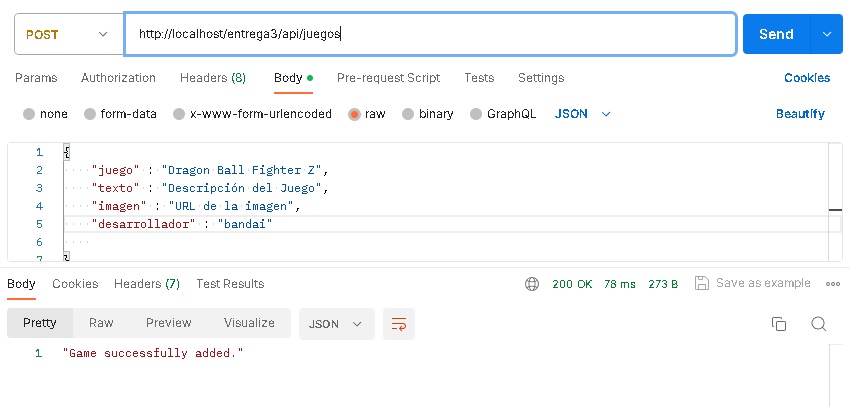 POST http://localhost/entrega3/api/juegos Send
Params Authorization Headers (8) Body Pre-request Script Tests Settings Cookies
none form-data x-www-form-urlencoded raw binary GraphQL JSON Beautify
1 {
2 "juego" : "Dragon Ball Fighter Z",
3 "texto" : "Descripción del Juego",
4 "imagen" : "URL de la imagen",
5 "desarrollador" : "bandai"
6
7 }
Body Cookies Headers (7) Test Results 200 OK 78 ms 273 B Save as example
Pretty Raw Preview Visualize JSON
1 "Game successfully added."